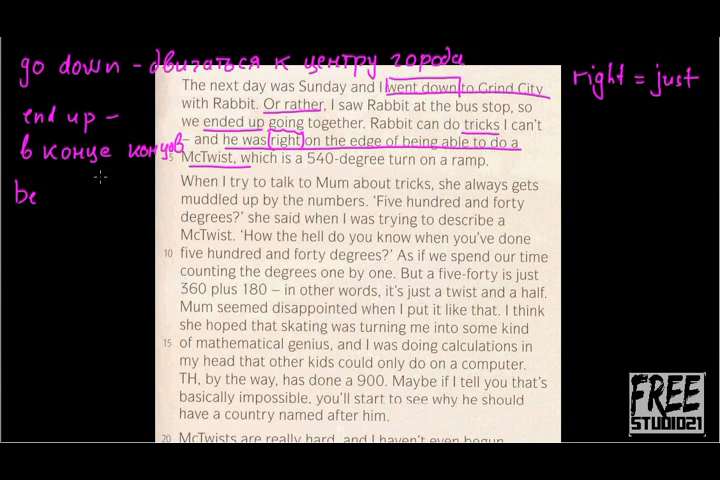 go down - двигаться к центру города
right = just
end up -
в конце концов
be
The next day was Sunday and I went down to Grind City
with Rabbit. Or rather, I saw Rabbit at the bus stop, so
we ended up going together. Rabbit can do tricks I can't
– and he was right on the edge of being able to do a
5 McTwist, which is a 540-degree turn on a ramp.
When I try to talk to Mum about tricks, she always gets
muddled up by the numbers. 'Five hundred and forty
degrees?' she said when I was trying to describe a
McTwist. 'How the hell do you know when you've done
10 five hundred and forty degrees?' As if we spend our time
counting the degrees one by one. But a five-forty is just
360 plus 180 – in other words, it's just a twist and a half.
Mum seemed disappointed when I put it like that. I think
she hoped that skating was turning me into some kind
15 of mathematical genius, and I was doing calculations in
my head that other kids could only do on a computer.
TH, by the way, has done a 900. Maybe if I tell you that's
basically impossible, you'll start to see why he should
have a country named after him.
20 McTwists are really hard, and I haven't even begun
FREE
STUDIO21